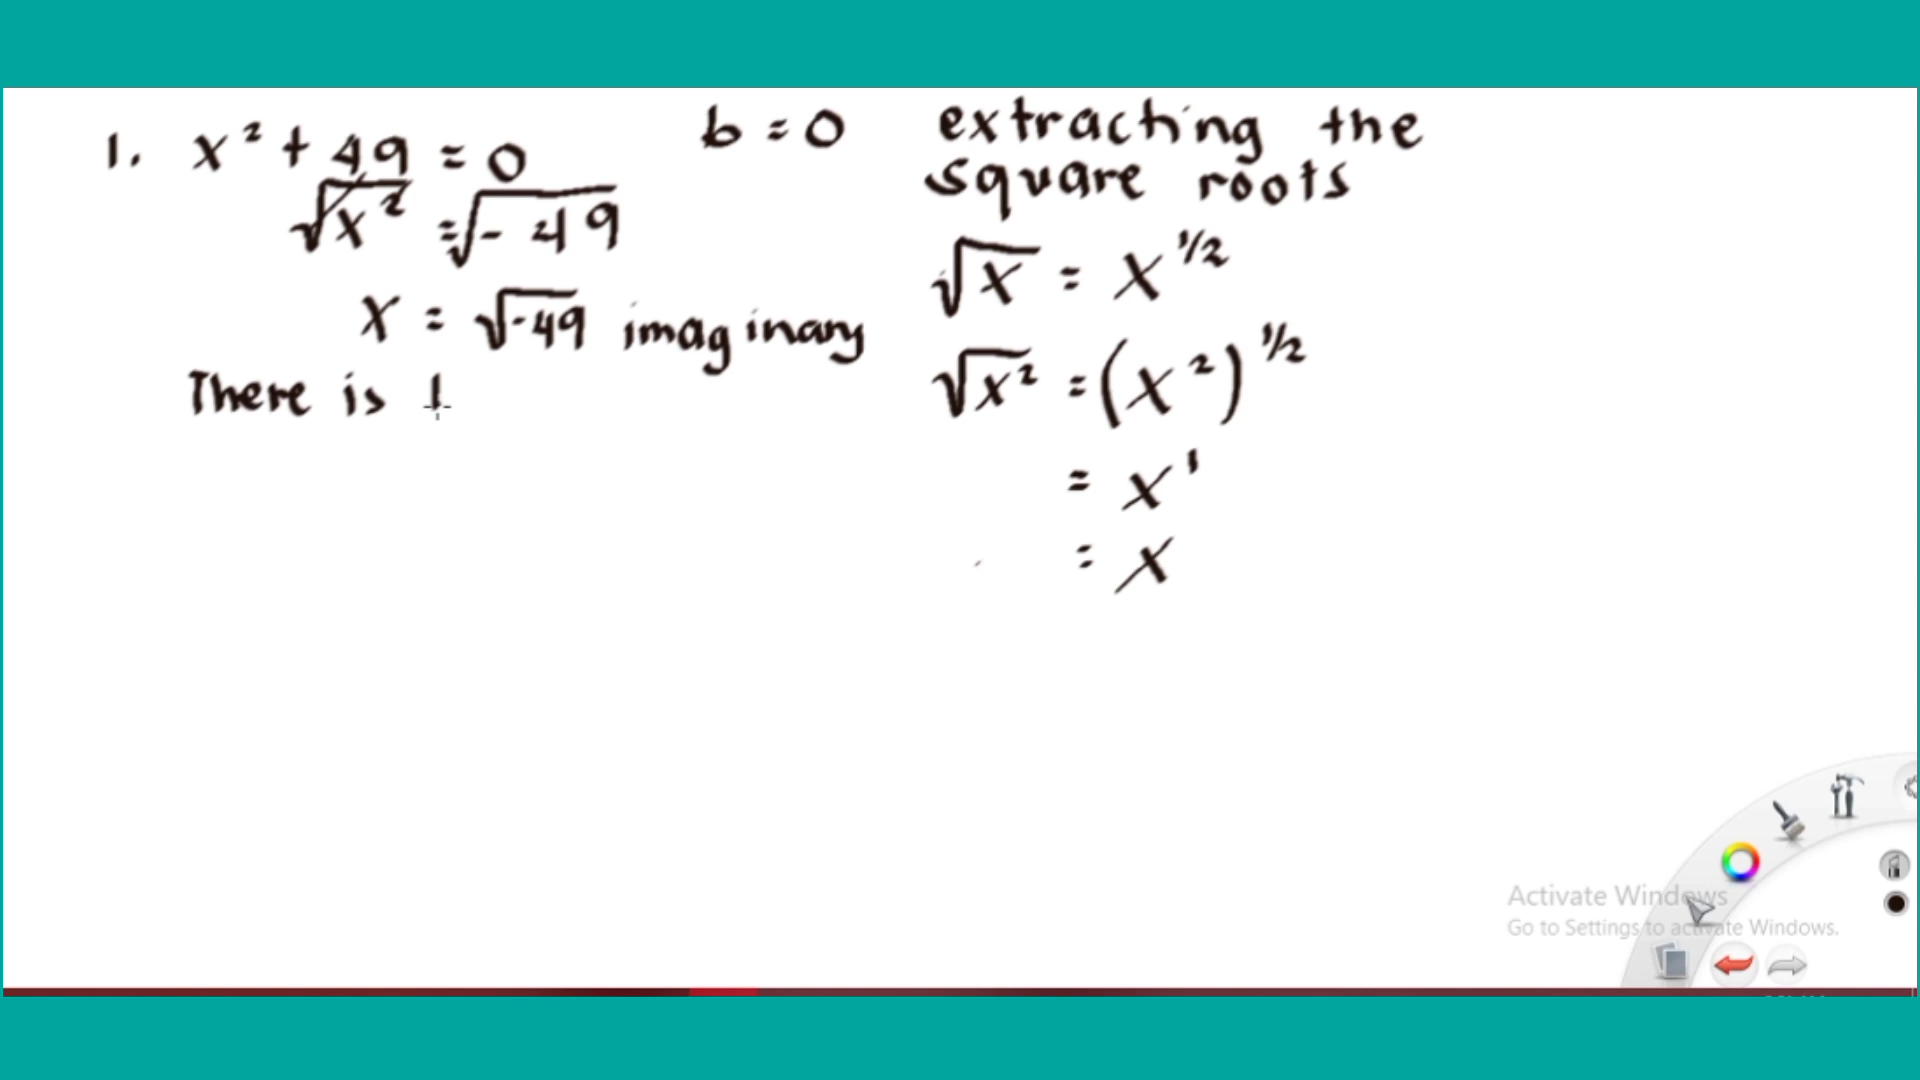 1. x² + 49 = 0
√x² = √-49
x = √-49 imaginary
There is
b = 0
extracting the
square roots
√x = x^1/2
√x² = (x²)^1/2
= x¹
= x
Activate Windows
Go to Settings to activate Windows.